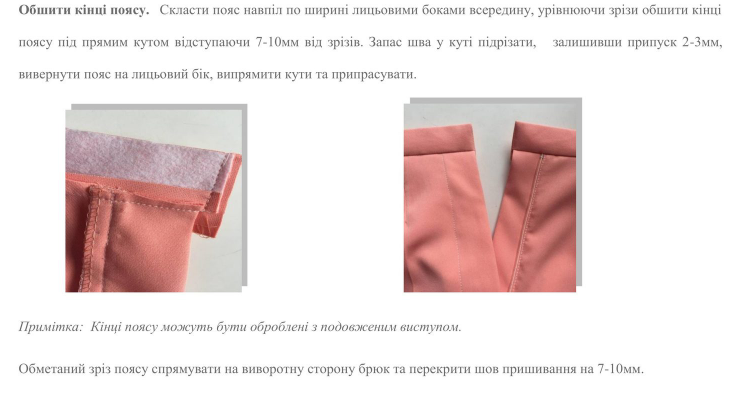 Обшити кінці поясу. Скласти пояс навпіл по ширині лицьовими боками всередину, урівнюючи зрізи обшити кінці
поясу під прямим кутом відступаючи 7-10мм від зрізів. Запас шва у куті підрізати, залишивши припуск 2-3мм,
вивернути пояс на лицьовий бік, випрямити кути та припрасувати.
Примітка: Кінці поясу можуть бути оброблені з подовженим виступом.
Обметаний зріз поясу спрямувати на виворотну сторону брюк та перекрити шов пришивання на 7-10мм.